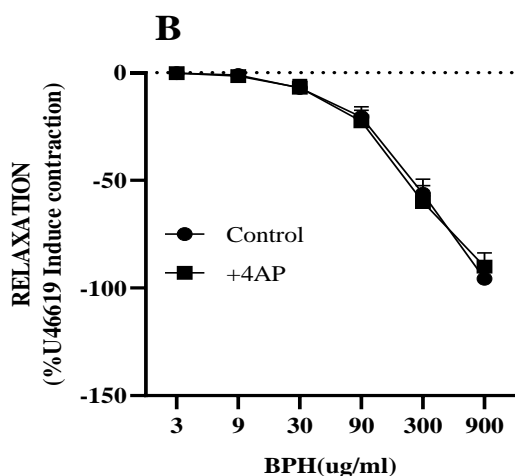 B
0
-50
-100
-150
RELAXATION
(%U46619 Induce contraction)
Control
+4AP
3 9 30 90 300 900
BPH(ug/ml)